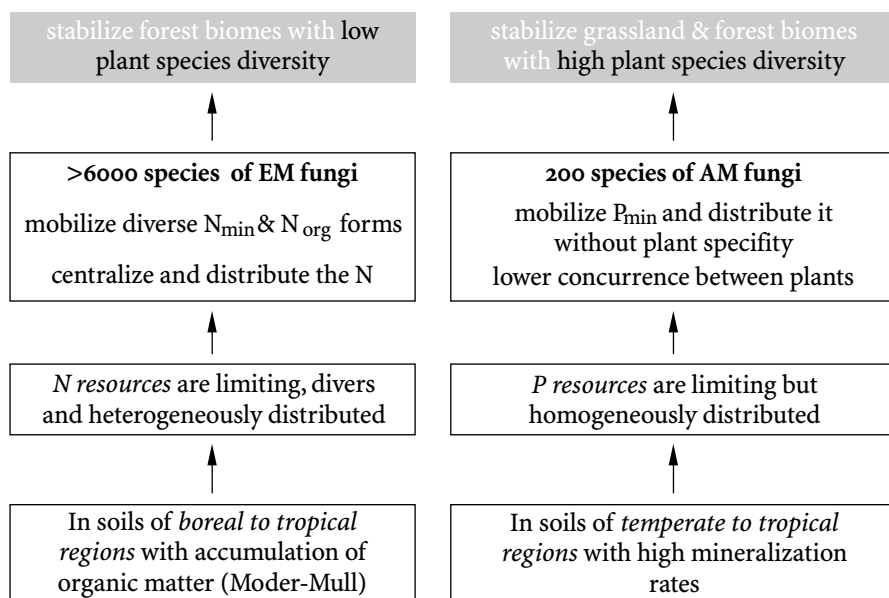 stabilize forest biomes with low
plant species diversity
>6000 species of EM fungi
mobilize diverse Nmin & N org forms
centralize and distribute the N
N resources are limiting, divers
and heterogeneously distributed
In soils of boreal to tropical
regions with accumulation of
organic matter (Moder-Mull)
stabilize grassland & forest biomes
with high plant species diversity
200 species of AM fungi
mobilize Pmin and distribute it
without plant specifity
lower concurrence between plants
P resources are limiting but
homogeneously distributed
In soils of temperate to tropical
regions with high mineralization
rates